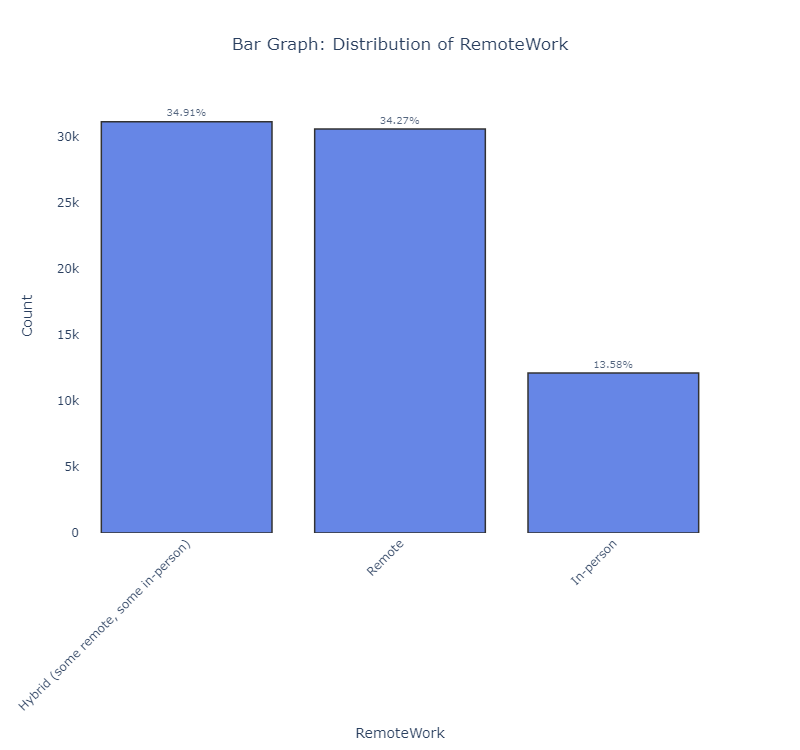 Bar Graph: Distribution of RemoteWork
34.91%
34.27%
13.58%
30k
25k
20k
15k
10k
5k
0
Count
Hybrid (some remote, some in-person)
Remote
In-person
RemoteWork